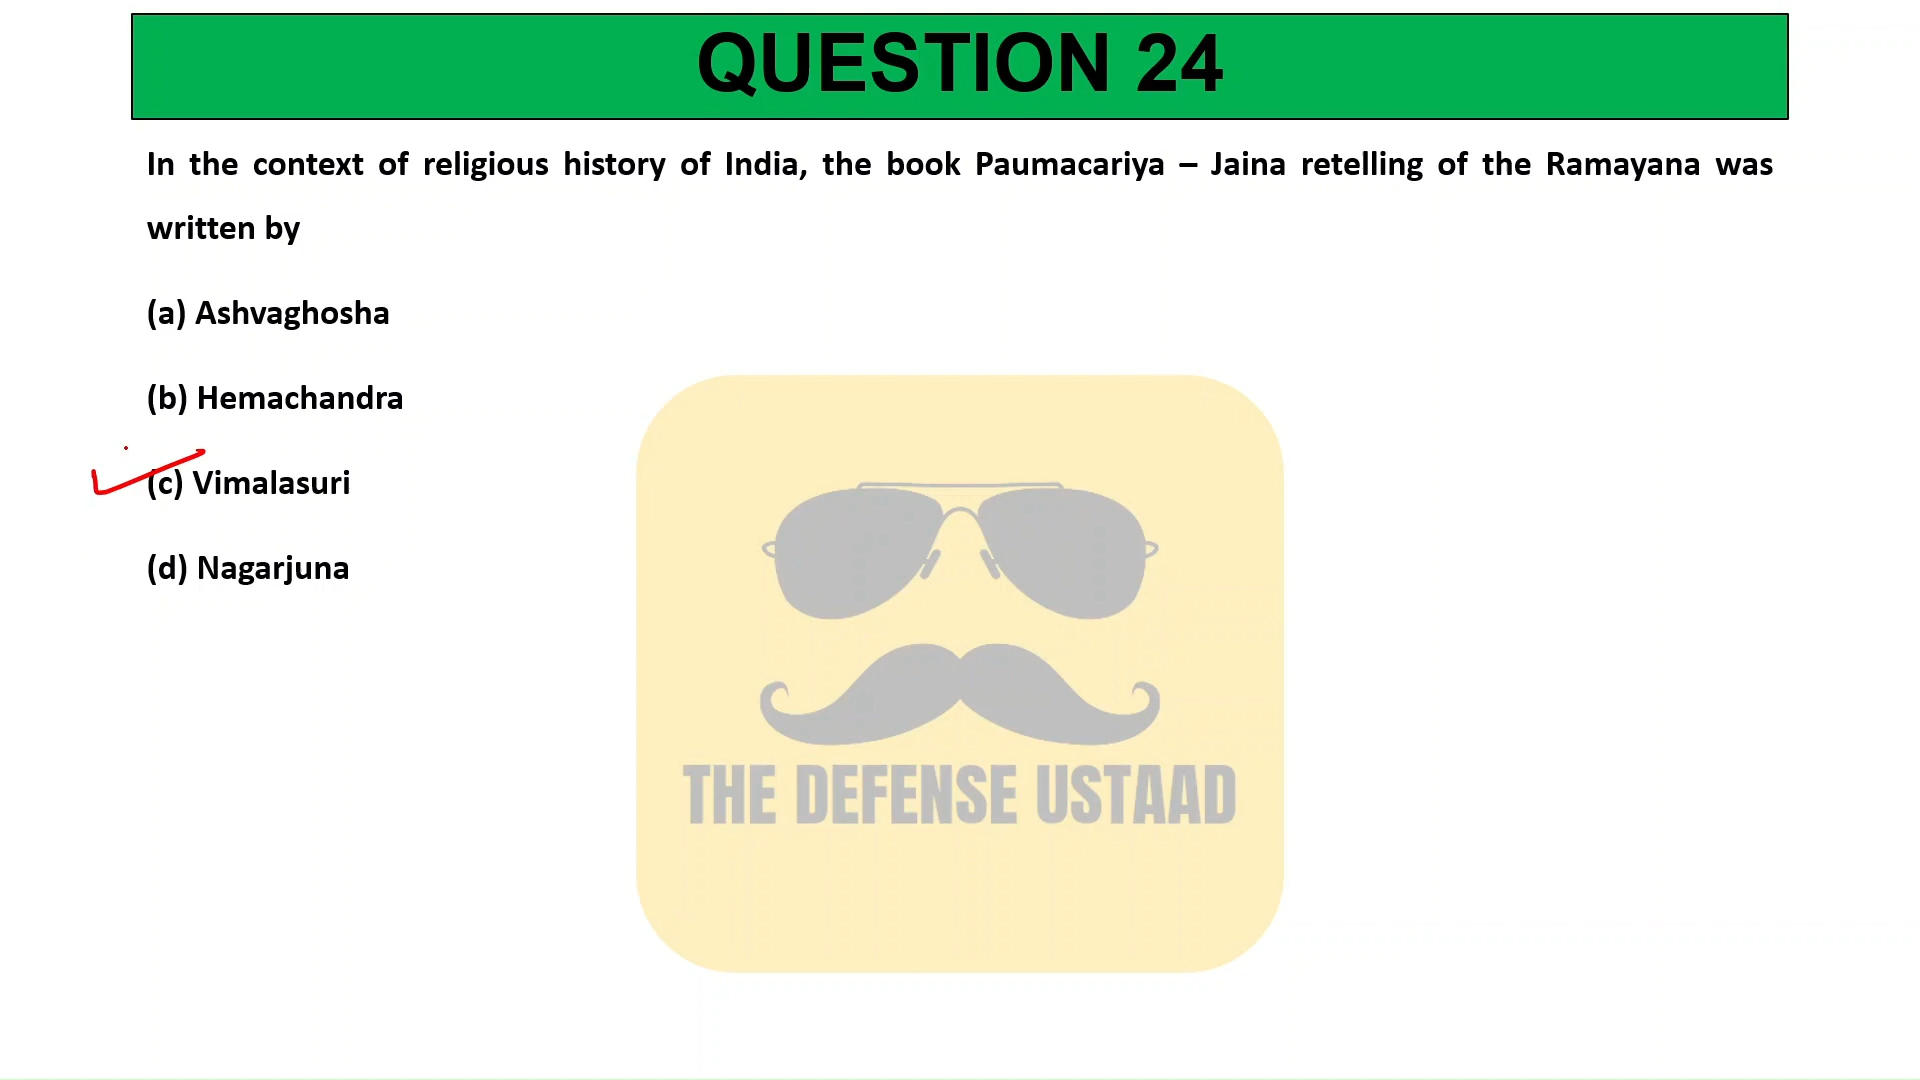 QUESTION 24
In the context of religious history of India, the book Paumacariya – Jaina retelling of the Ramayana was
written by
(a) Ashvaghosha
(b) Hemachandra
(c) Vimalasuri
(d) Nagarjuna
THE DEFENSE USTAAD